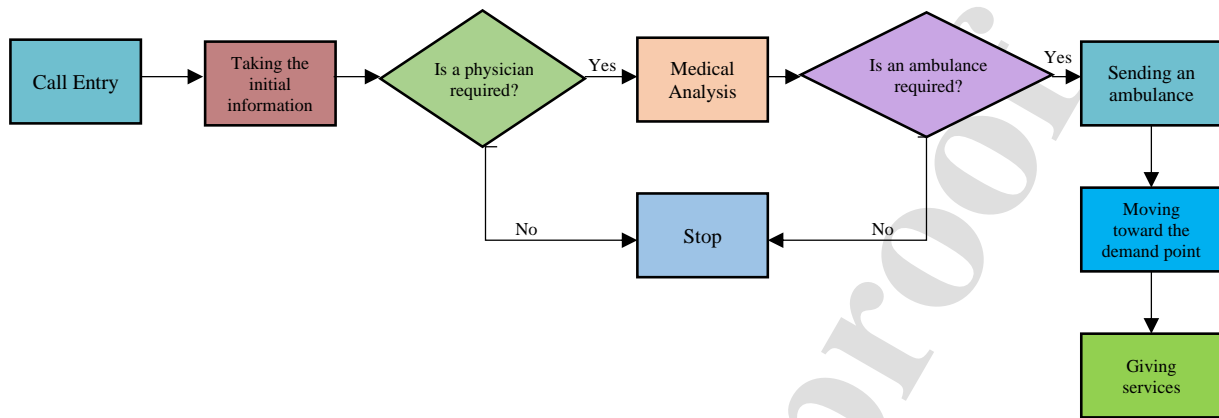 Call Entry
Taking the
initial
information
Is a physician
required?
Yes
Medical
Analysis
Is an ambulance
required?
Yes
Sending an
ambulance
No
Stop
No
Moving
toward the
demand point
Giving
services
proof